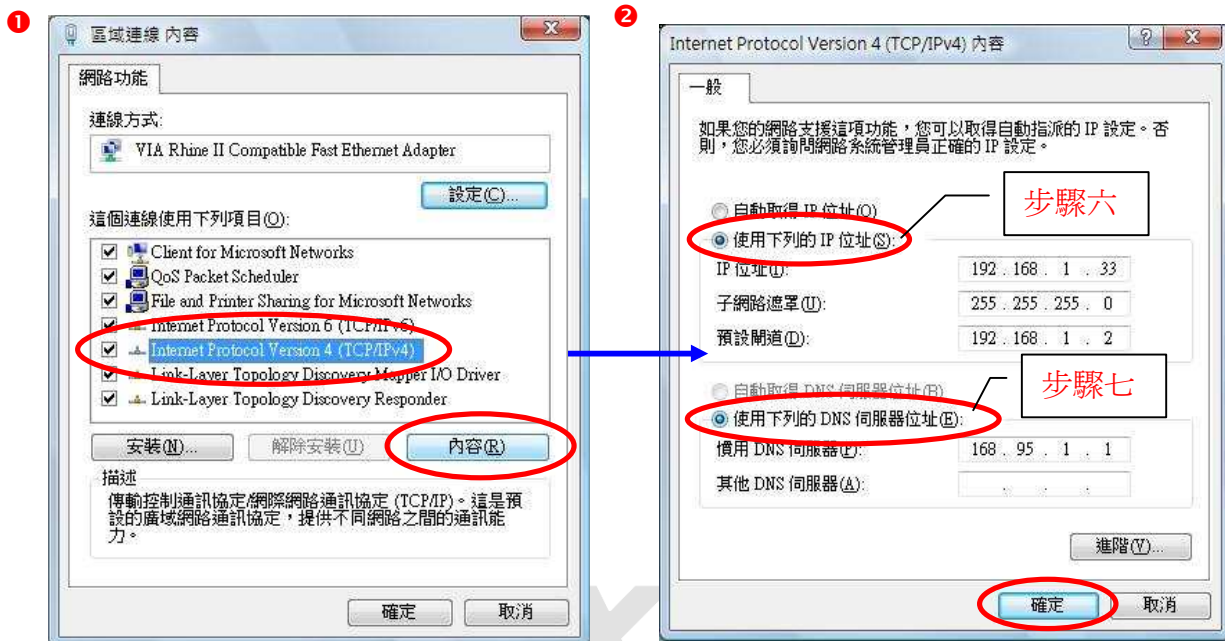 ❶
區域連線 內容
網路功能
連線方式:
VIA Rhine II Compatible Fast Ethernet Adapter
設定(C)...
這個連線使用下列項目(O):
Client for Microsoft Networks
QoS Packet Scheduler
File and Printer Sharing for Microsoft Networks
Internet Protocol Version 6 (TCP/IPv6)
Internet Protocol Version 4 (TCP/IPv4)
Link-Layer Topology Discovery Mapper I/O Driver
Link-Layer Topology Discovery Responder
安裝(N)...
解除安裝(U)
內容(R)
描述
傳輸控制通訊協定/網際網路通訊協定 (TCP/IP)。這是預
設的廣域網路通訊協定，提供不同網路之間的通訊能
力。
確定
取消
❷
Internet Protocol Version 4 (TCP/IPv4) 內容
一般
如果您的網路支援這項功能，您可以取得自動指派的 IP 設定。否
則，您必須詢問網路系統管理員正確的 IP 設定。
自動取得 IP 位址(O)
步驟六
使用下列的 IP 位址(S):
IP 位址(I): 192 . 168 . 1 . 33
子網路遮罩(U): 255 . 255 . 255 . 0
預設閘道(D): 192 . 168 . 1 . 2
自動取得 DNS 伺服器位址(B)
步驟七
使用下列的 DNS 伺服器位址(E):
慣用 DNS 伺服器(P): 168 . 95 . 1 . 1
其他 DNS 伺服器(A): . . .
進階(V)...
確定
取消